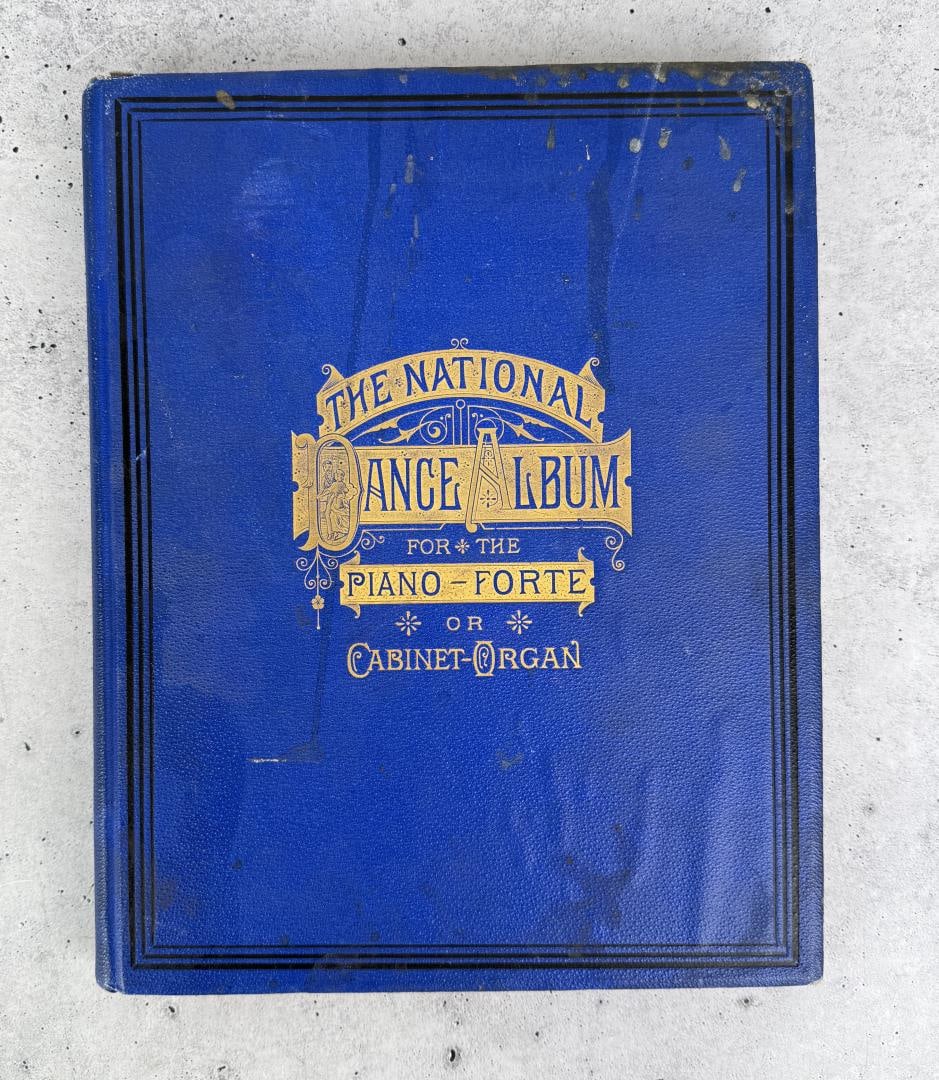 THE NATIONAL
DANCE ALBUM
FOR THE
PIANO-FORTE
OR
CABINET-ORGAN